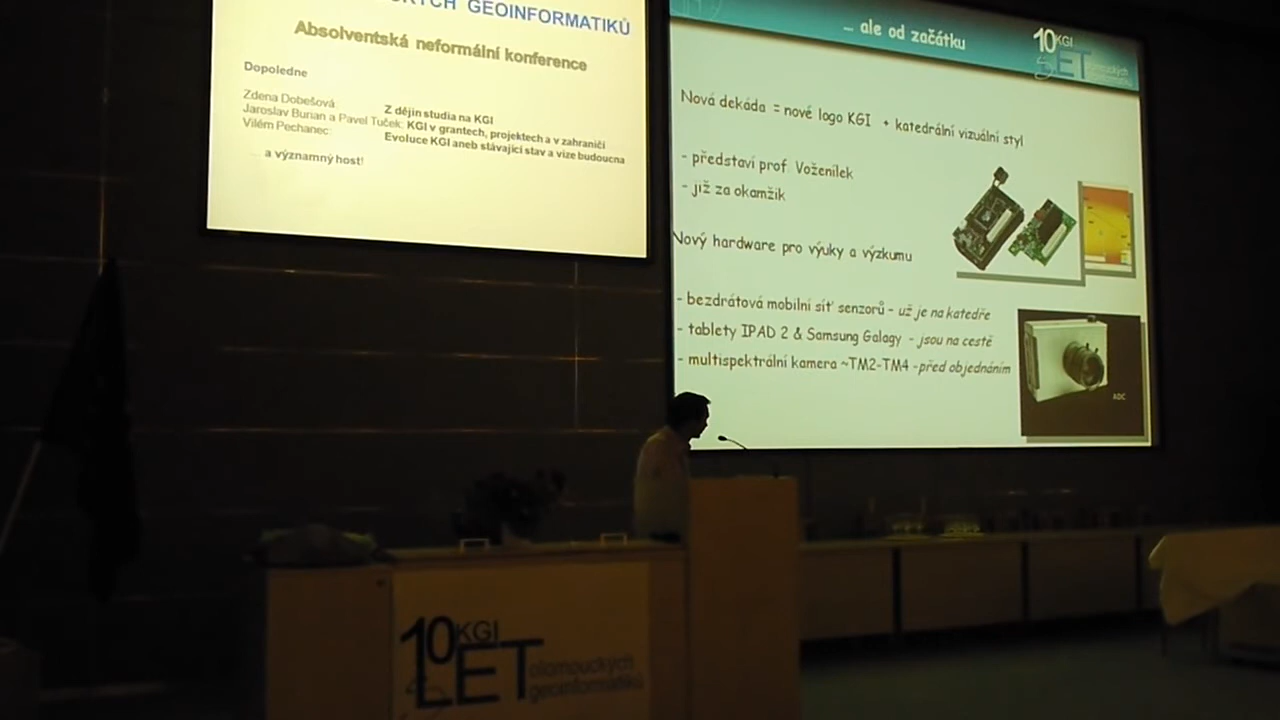 GEOINFORMATIKŮ
Absolventská neformální konference
Dopoledne
Zdena Dobešová: Z dějin studia na KGI
Jaroslav Burian a Pavel Tuček: KGI v grantech, projektech a v zahraničí
Vilém Pechanec: Evoluce KGI aneb stávající stav a vize budoucna
... a významný host!
... ale od začátku
10 KGI
LET olomouckých
geoinformatiků
Nová dekáda = nové logo KGI + katedrální vizuální styl
- představí prof. Voženílek
- již za okamžik
Nový hardware pro výuky a výzkumu
- bezdrátová mobilní síť senzorů - už je na katedře
- tablety IPAD 2 & Samsung Galagy - jsou na cestě
- multispektrální kamera ~TM2-TM4 -před objednáním
ADC
10 KGI
LET olomouckých
geoinformatiků